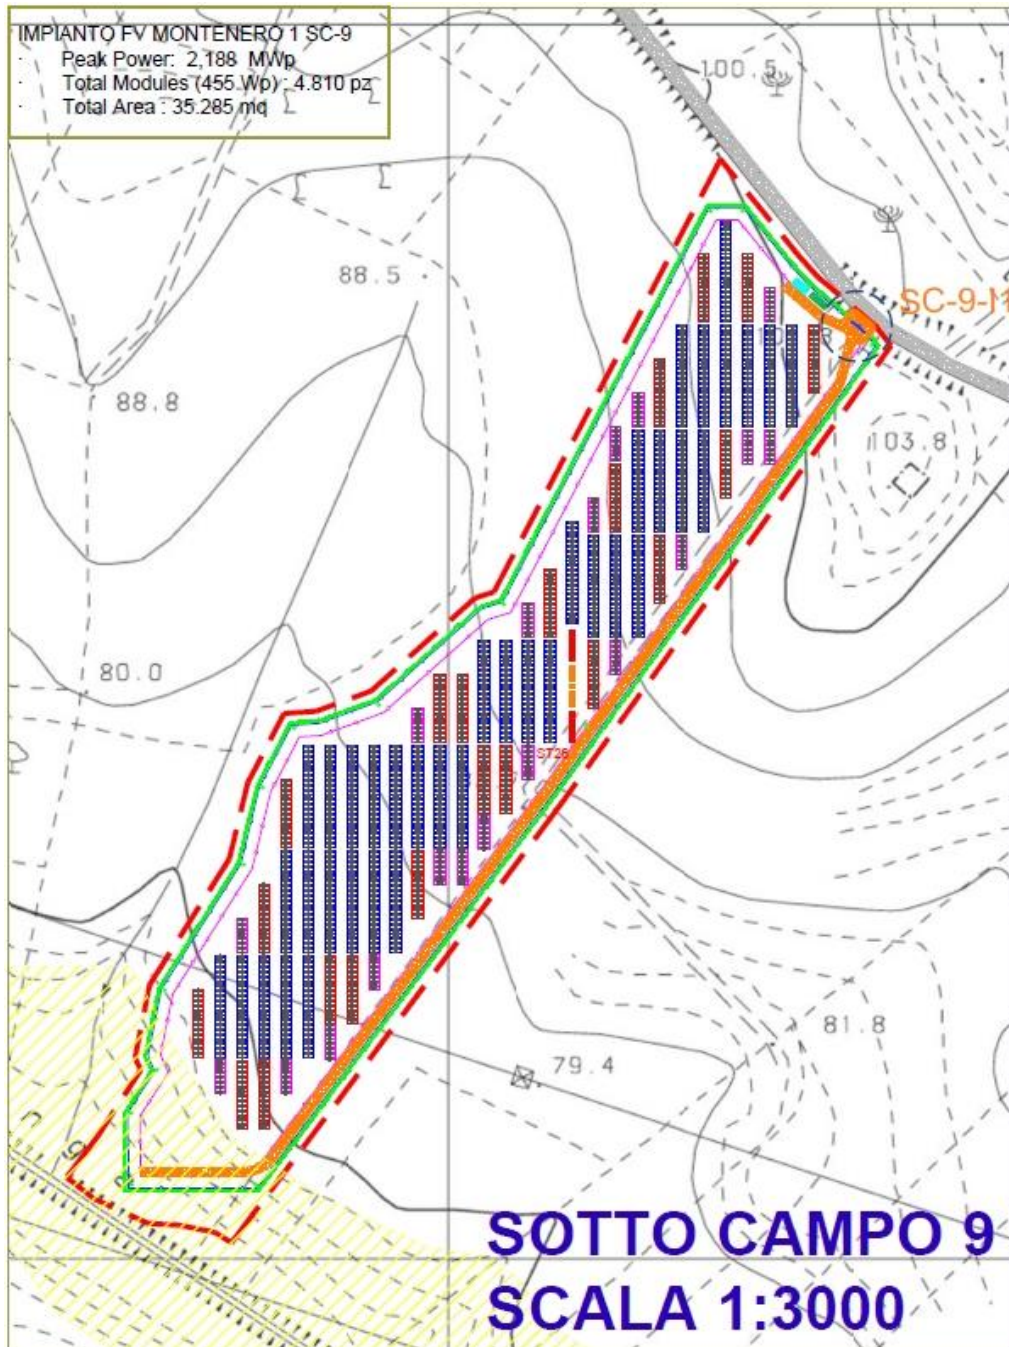 IMPIANTO FV MONTENERO 1 SC-9
· Peak Power: 2,188 MWp
· Total Modules (455 Wp) : 4.810 pz
· Total Area : 35.285 mq
100.5
88.5
SC-9-I1
88.8
103.8
80.0
ST26
81.8
79.4
SOTTO CAMPO 9
SCALA 1:3000